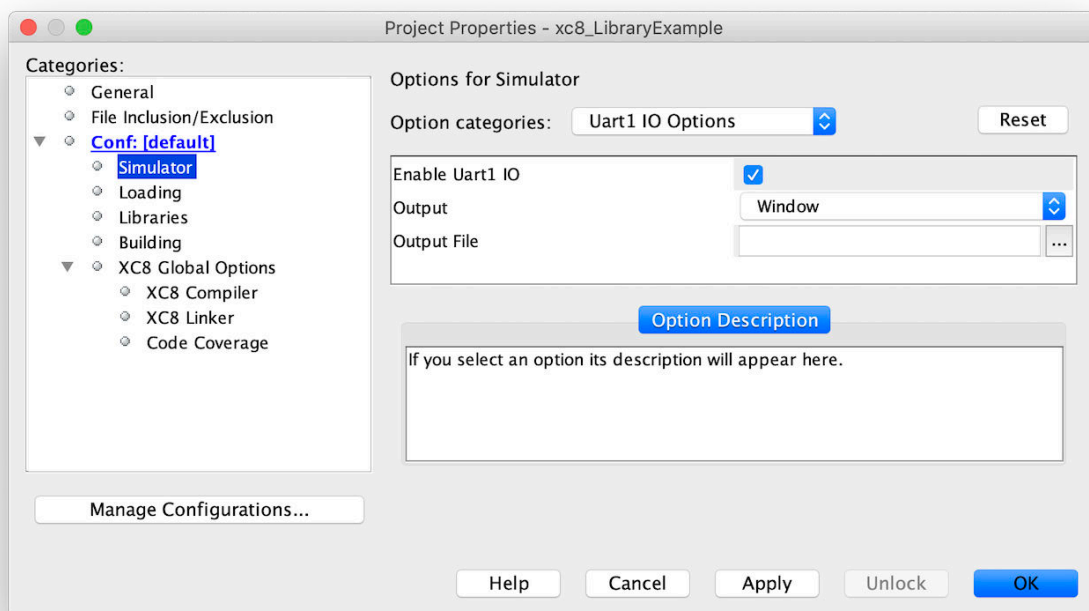 Project Properties - xc8_LibraryExample
Categories:
General
File Inclusion/Exclusion
Conf: [default]
Simulator
Loading
Libraries
Building
XC8 Global Options
XC8 Compiler
XC8 Linker
Code Coverage
Manage Configurations...
Options for Simulator
Option categories: Uart1 IO Options Reset
Enable Uart1 IO
Output Window
Output File ...
Option Description
If you select an option its description will appear here.
Help Cancel Apply Unlock OK